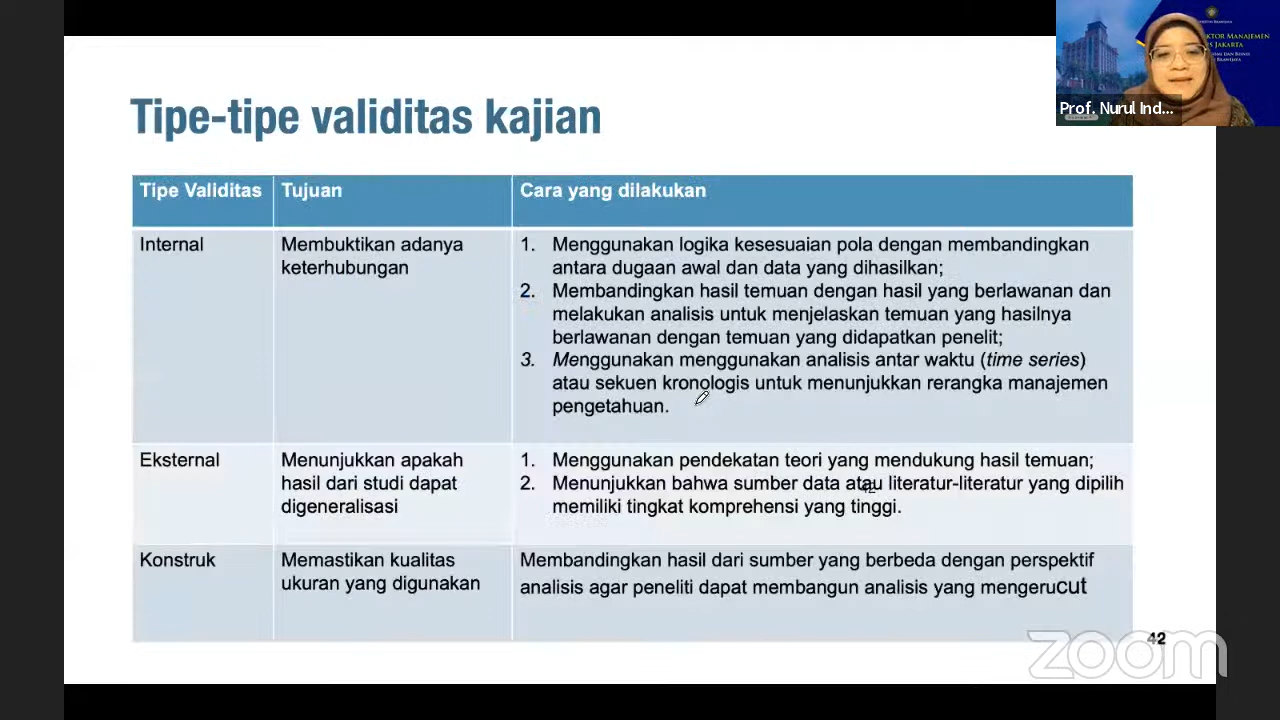 KTOR MANAJEMEN
S JAKARTA
Prof. Nurul Ind...
Tipe-tipe validitas kajian
Tipe Validitas
Tujuan
Cara yang dilakukan
Internal
Membuktikan adanya
keterhubungan
1. Menggunakan logika kesesuaian pola dengan membandingkan
antara dugaan awal dan data yang dihasilkan;
2. Membandingkan hasil temuan dengan hasil yang berlawanan dan
melakukan analisis untuk menjelaskan temuan yang hasilnya
berlawanan dengan temuan yang didapatkan penelit;
3. Menggunakan menggunakan analisis antar waktu (time series)
atau sekuen kronologis untuk menunjukkan rerangka manajemen
pengetahuan.
Eksternal
Menunjukkan apakah
hasil dari studi dapat
digeneralisasi
1. Menggunakan pendekatan teori yang mendukung hasil temuan;
2. Menunjukkan bahwa sumber data atau literatur-literatur yang dipilih
memiliki tingkat komprehensi yang tinggi.
42
Konstruk
Memastikan kualitas
ukuran yang digunakan
Membandingkan hasil dari sumber yang berbeda dengan perspektif
analisis agar peneliti dapat membangun analisis yang mengerucut
42
zoom